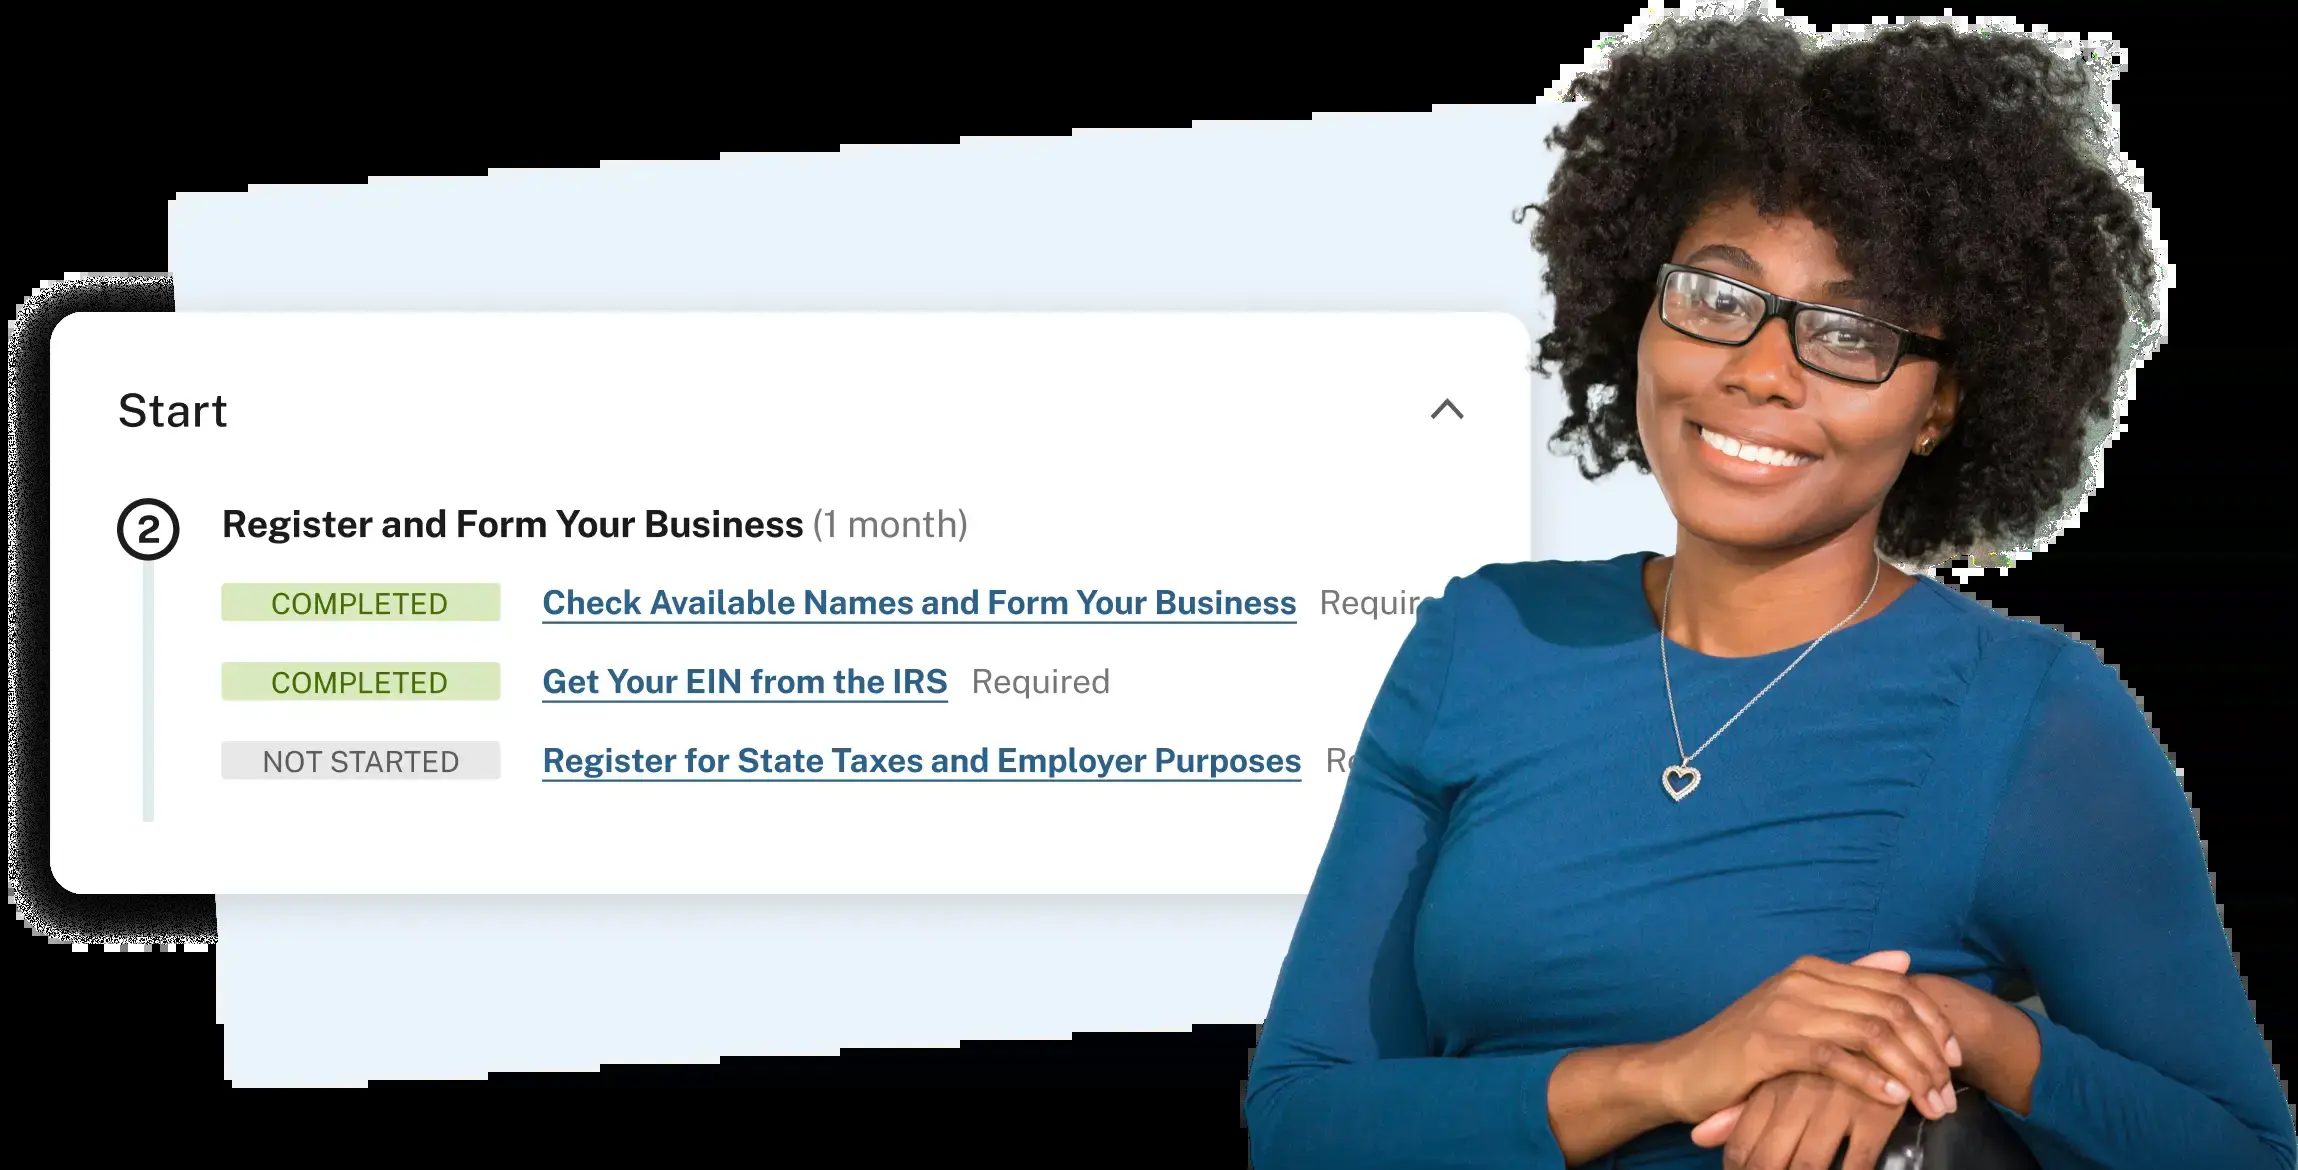 Start
2 Register and Form Your Business (1 month)
COMPLETED Check Available Names and Form Your Business
COMPLETED Get Your EIN from the IRS Required
NOT STARTED Register for State Taxes and Employer Purposes